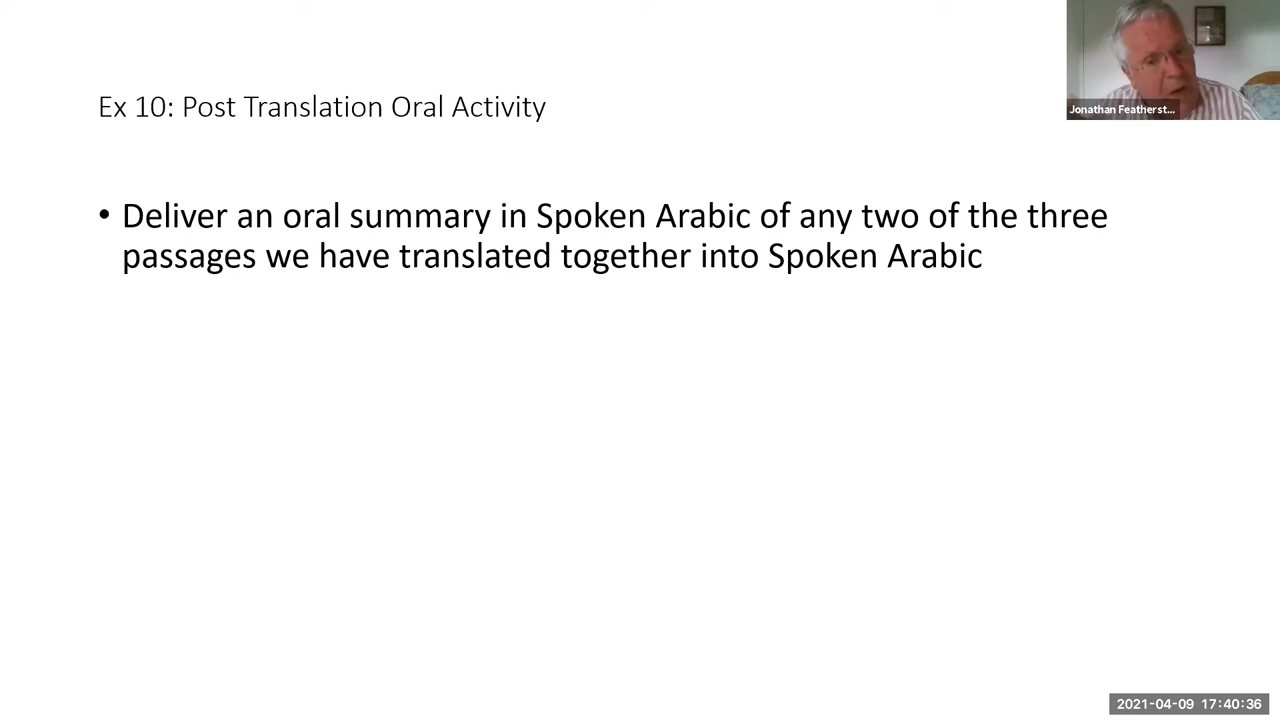 Ex 10: Post Translation Oral Activity
Jonathan Featherst...
• Deliver an oral summary in Spoken Arabic of any two of the three
passages we have translated together into Spoken Arabic
2021-04-09 17:40:36